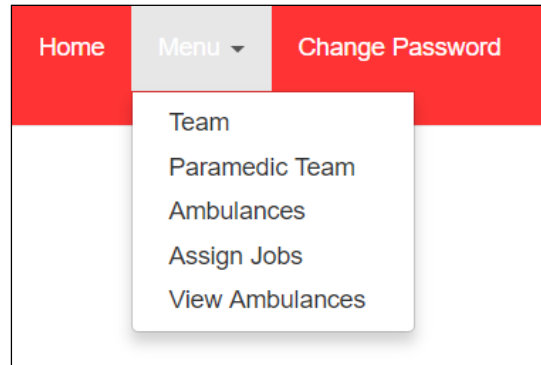 Home Menu Change Password
Team
Paramedic Team
Ambulances
Assign Jobs
View Ambulances